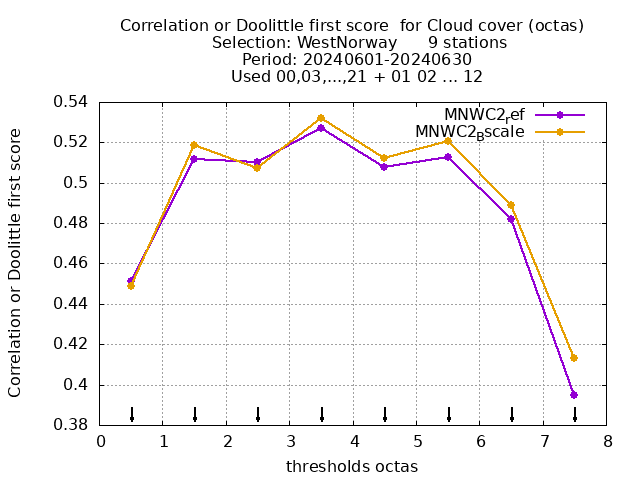 Correlation or Doolittle first score  for Cloud cover (octas)
Selection: WestNorway      9 stations
Period: 20240601-20240630
Used 00,03,...,21 + 01 02 ... 12
Correlation or Doolittle first score
0.54
0.52
0.5
0.48
0.46
0.44
0.42
0.4
0.38
MNWC2_ref
MNWC2_Bscale
0 1 2 3 4 5 6 7 8
thresholds octas